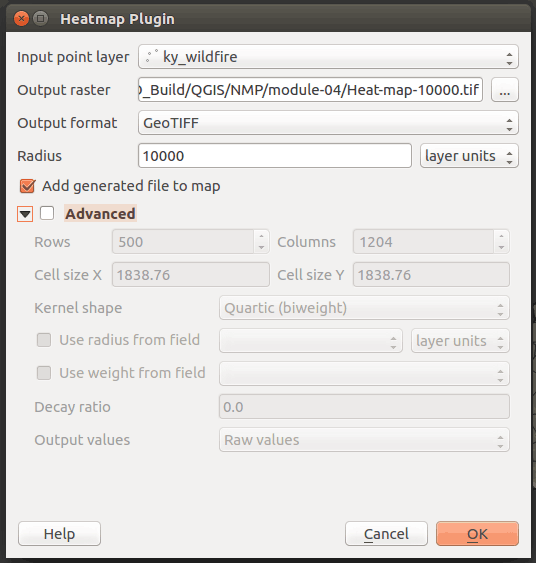 Heatmap Plugin
Input point layer ky_wildfire
Output raster D_Build/QGIS/NMP/module-04/Heat-map-10000.tif ...
Output format GeoTIFF
Radius 10000 layer units
Add generated file to map
Advanced
Rows 500 Columns 1204
Cell size X 1838.76 Cell size Y 1838.76
Kernel shape Quartic (biweight)
Use radius from field layer units
Use weight from field
Decay ratio 0.0
Output values Raw values
Help Cancel OK